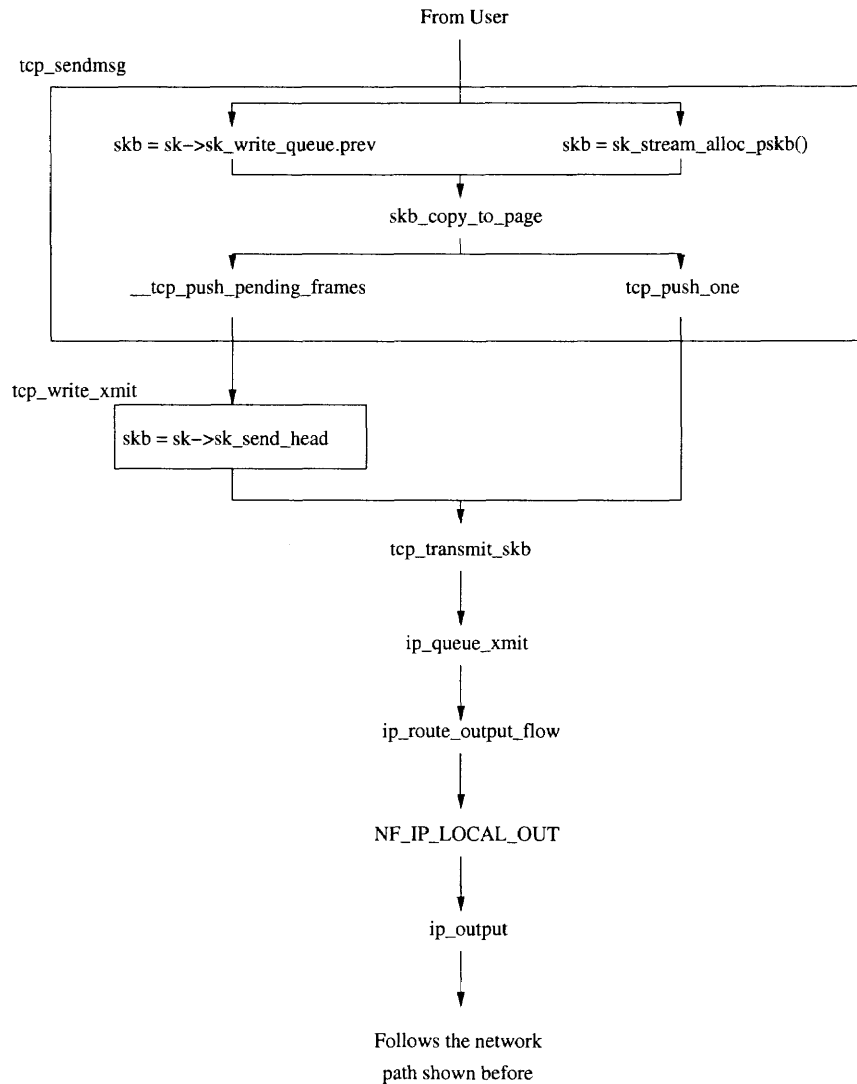 From User
tcp_sendmsg
skb = sk->sk_write_queue.prev
skb = sk_stream_alloc_pskb()
skb_copy_to_page
__tcp_push_pending_frames
tcp_push_one
tcp_write_xmit
skb = sk->sk_send_head
tcp_transmit_skb
ip_queue_xmit
ip_route_output_flow
NF_IP_LOCAL_OUT
ip_output
Follows the network
path shown before